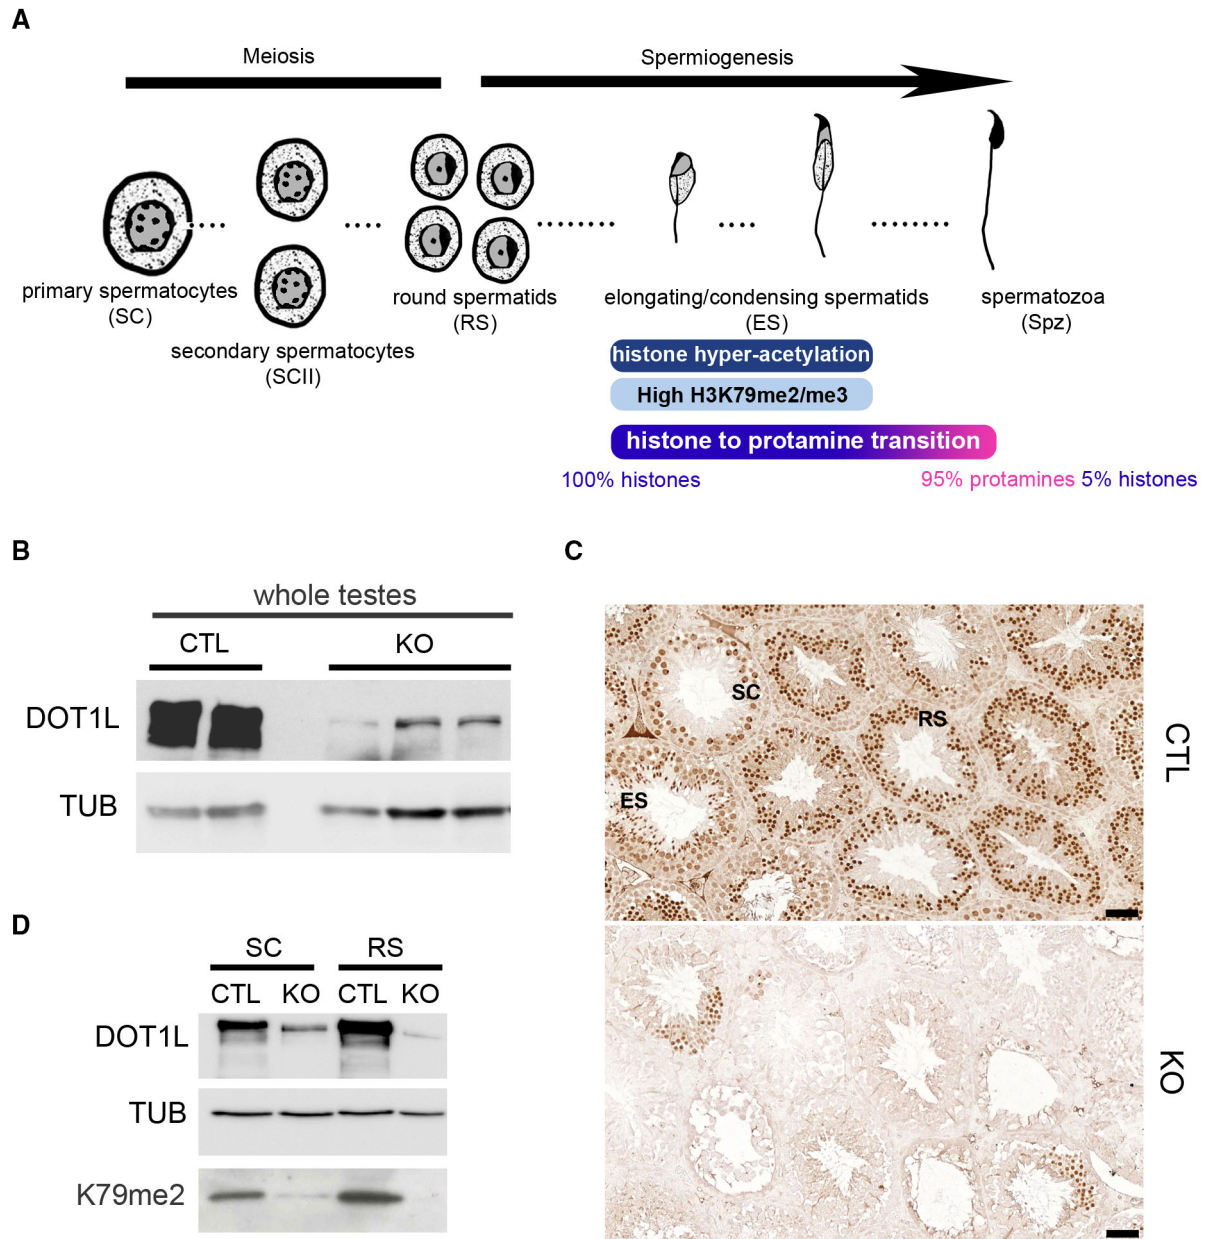 A
Meiosis
Spermiogenesis
primary spermatocytes
(SC)
secondary spermatocytes
(SCII)
round spermatids
(RS)
elongating/condensing spermatids
(ES)
spermatozoa
(Spz)
histone hyper-acetylation
High H3K79me2/me3
histone to protamine transition
100% histones
95% protamines 5% histones
B
whole testes
CTL
KO
DOT1L
TUB
C
SC
RS
ES
CTL
KO
D
SC
RS
CTL KO CTL KO
DOT1L
TUB
K79me2